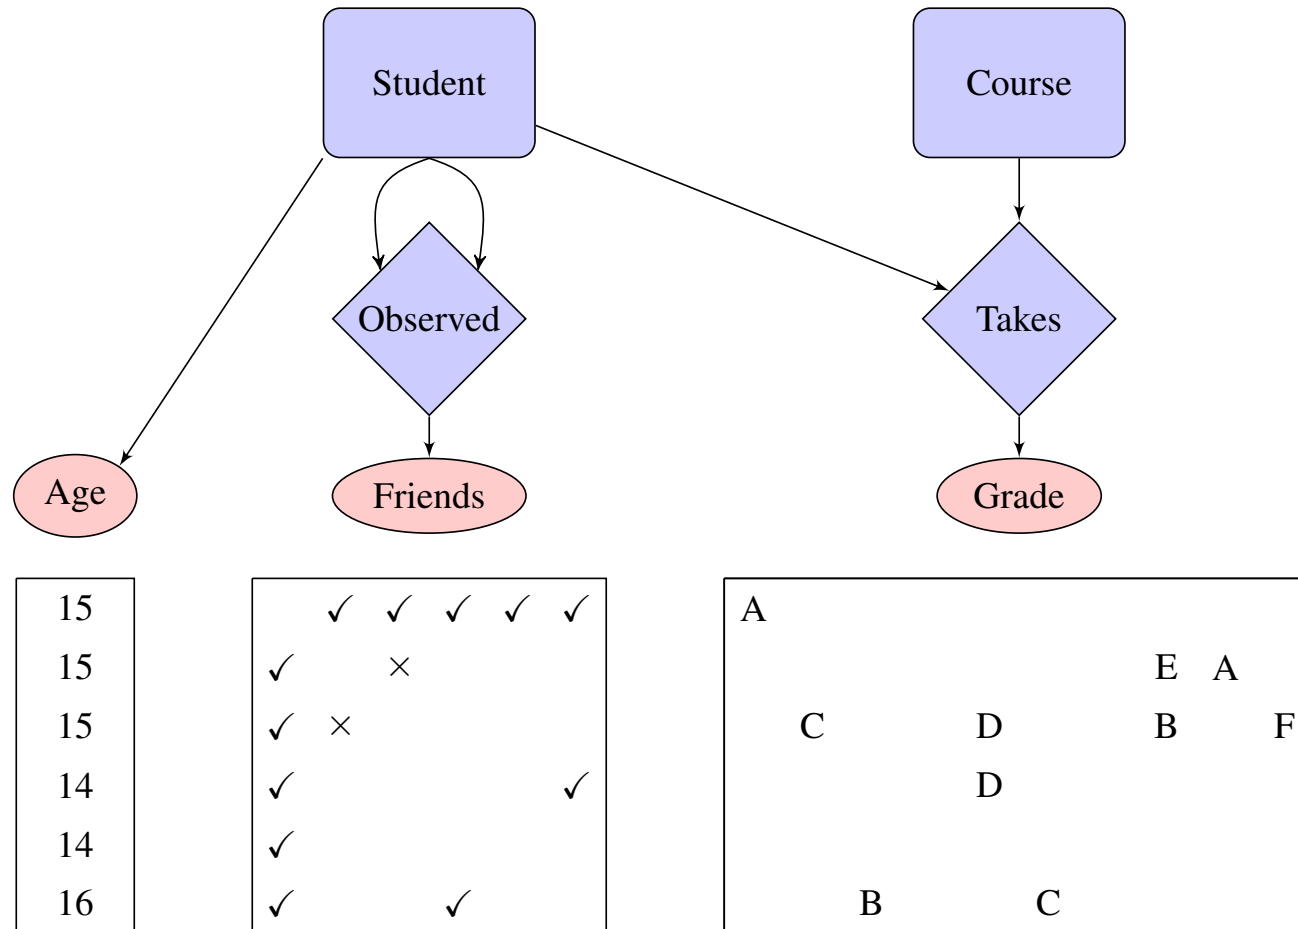 Student Course
Observed Takes
Age Friends Grade
15 ✓ ✓ ✓ ✓ ✓ A
15 ✓ × E A
15 ✓ × C D B F
14 ✓ ✓ D
14 ✓
16 ✓ ✓ B C